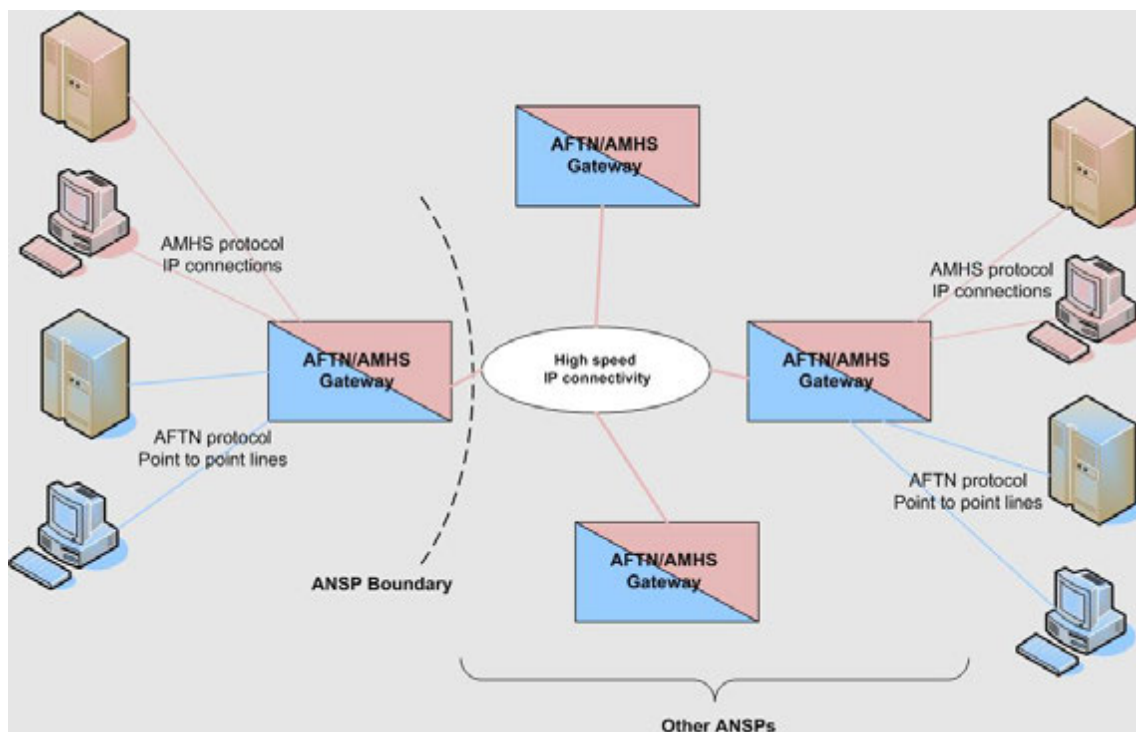 AFTN/AMHS
Gateway
AMHS protocol
IP connections
AMHS protocol
IP connections
AFTN/AMHS
Gateway
High speed
IP connectivity
AFTN/AMHS
Gateway
AFTN protocol
Point to point lines
AFTN protocol
Point to point lines
AFTN/AMHS
Gateway
ANSP Boundary
Other ANSPs